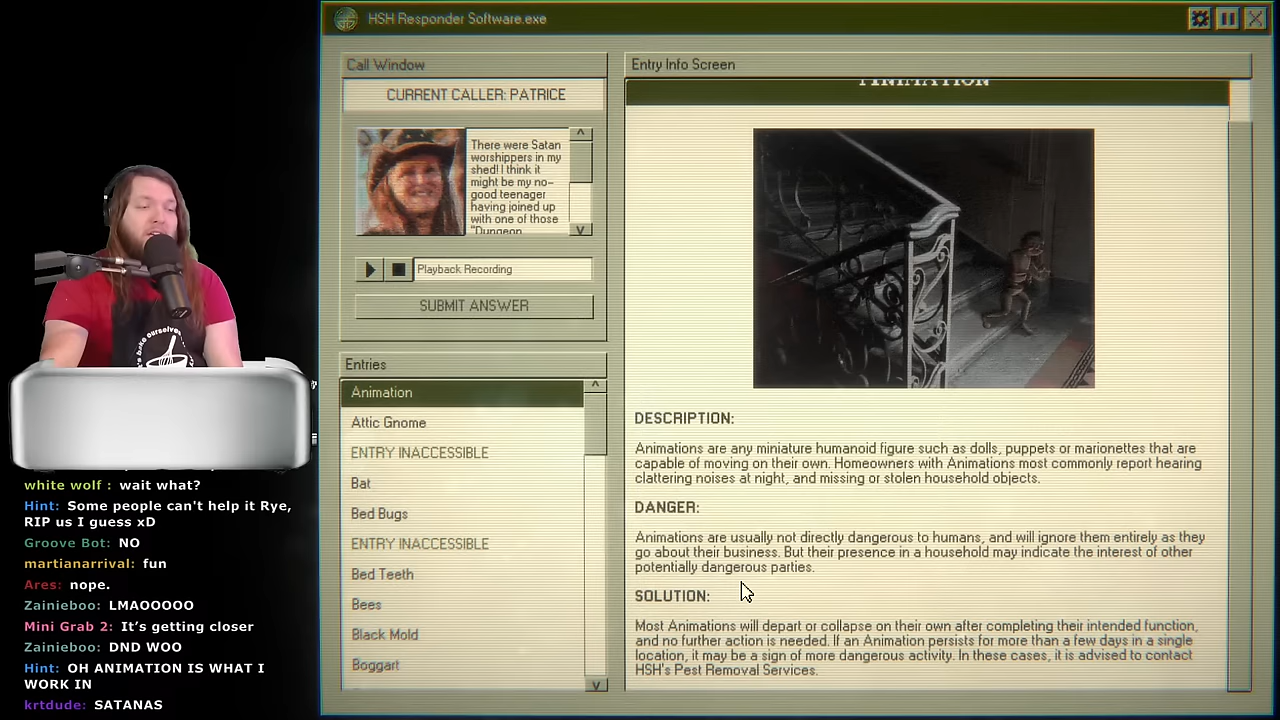 HSH Responder Software.exe
Call Window
CURRENT CALLER: PATRICE
There were Satan
worshippers in my
shed! I think it
might be my no-
good teenager
having joined up
with one of those
"Dungeon
Playback Recording
SUBMIT ANSWER
Entries
Animation
Attic Gnome
ENTRY INACCESSIBLE
Bat
Bed Bugs
ENTRY INACCESSIBLE
Bed Teeth
Bees
Black Mold
Boggart
Entry Info Screen
ANIMATION
DESCRIPTION:
Animations are any miniature humanoid figure such as dolls, puppets or marionettes that are
capable of moving on their own. Homeowners with Animations most commonly report hearing
clattering noises at night, and missing or stolen household objects.
DANGER:
Animations are usually not directly dangerous to humans, and will ignore them entirely as they
go about their business. But their presence in a household may indicate the interest of other
potentially dangerous parties.
SOLUTION:
Most Animations will depart or collapse on their own after completing their intended function,
and no further action is needed. If an Animation persists for more than a few days in a single
location, it may be a sign of more dangerous activity. In these cases, it is advised to contact
HSH's Pest Removal Services.
white wolf : wait what?
Hint: Some people can't help it Rye,
RIP us I guess xD
Groove Bot: NO
martianarrival: fun
Ares: nope.
Zainieboo: LMAOOOOO
Mini Grab 2: It's getting closer
Zainieboo: DND WOO
Hint: OH ANIMATION IS WHAT I
WORK IN
krtdude: SATANAS